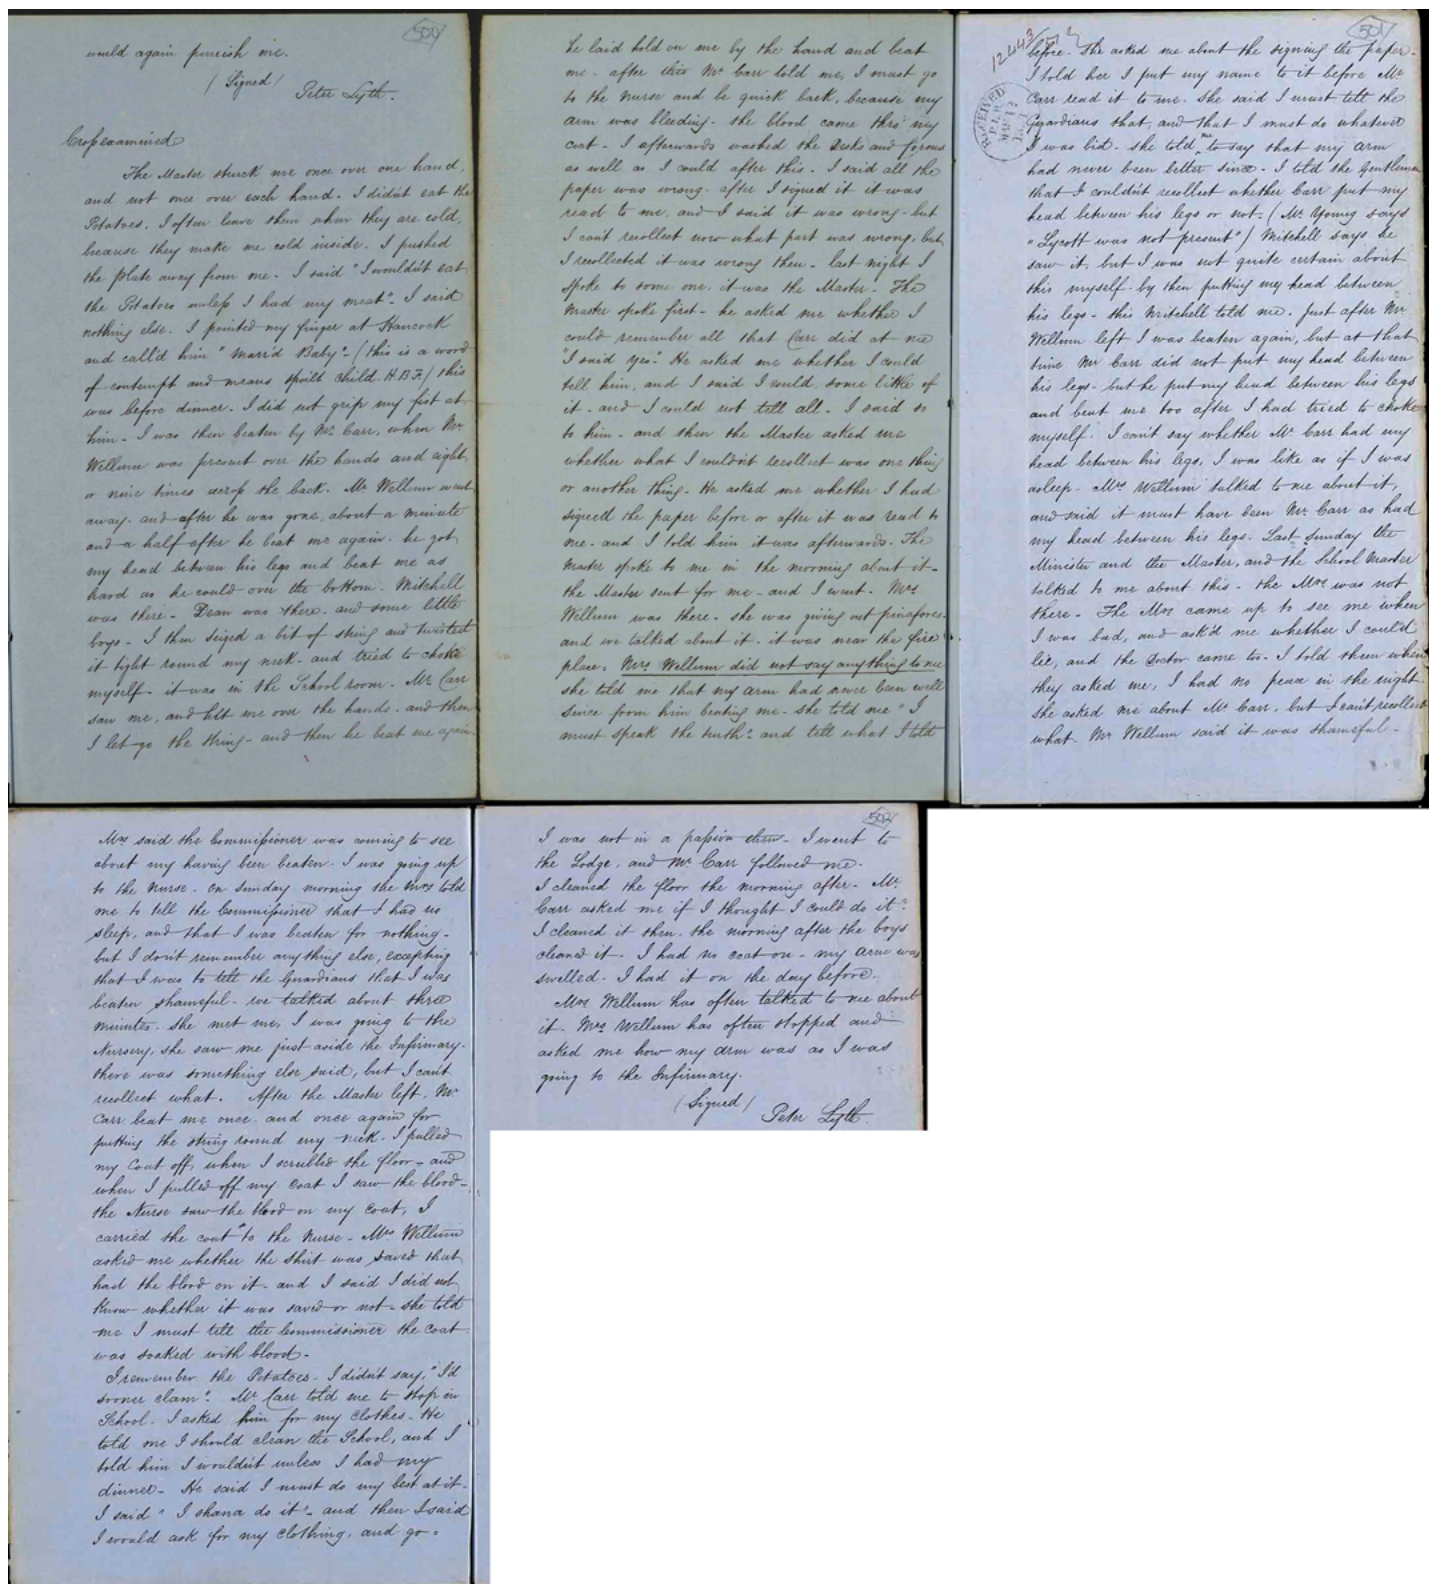 501
would again punish me.
(Signed)
Peter Lyth.
Crossexamined
The Master struck me once over one hand,
and not once over each hand. I didn't eat the
Potatoes. I often leave them when they are cold,
because they make me cold inside. I pushed
the plate away from me. I said "I wouldn't eat
the Potatoes unless I had my meat". I said
nothing else. I pointed my finger at Hancock
and call'd him "Marr'd Baby". (this is a word
of contempt and means spoilt child. H.B.F.) this
was before dinner. I did not grip my fist at
him. I was then beaten by Mr. Carr, when Mr.
Wellum was present over the hands and eight
or nine times across the back. Mr Wellum went
away. and after he was gone, about a minute
and a half after he beat me again. he got
my head between his legs and beat me as
hard as he could over the bottom. Mitchell
was there. Dean was there. and some little
boys. I then seized a bit of string and twisted
it tight round my neck. and tried to choke
myself. it was in the School room. Mr. Carr
saw me, and hit me over the hands. and then
I let go the string. and then he beat me again.
he laid hold on me by the hand and beat
me. after this Mr Carr told me, I must go
to the nurse and be quick back, because my
arm was bleeding. the blood came thro' my
coat. I afterwards washed the Desks and forms
as well as I could after this. I said all the
paper was wrong. after I signed it it was
read to me, and I said it was wrong. but
I can't recollect now what part was wrong, but
I recollected it was wrong then. last night I
spoke to some one, it was the Master. The
Master spoke first. he asked me whether I
could remember all that Carr did at me
"I said yes." He asked me whether I could
tell him, and I said I could, some little of
it. and I could not tell all. I said so
to him. and then the Master asked me
whether what I couldn't recollect was one thing
or another thing. He asked me whether I had
signed the paper before or after it was read to
me. and I told him it was afterwards. The
Master spoke to me in the morning about it.
the Master sent for me. and I went. Mrs
Wellum was there. she was giving out pinafores.
and we talked about it. it was near the fire
place. Mrs. Wellum did not say anything to me
she told me that my arm had never been well
since from him beating me. she told me "I
must speak the truth". and tell what I told
12443/52
501
RECEIVED
before. She asked me about the signing the paper.
I told her I put my name to it before Mr
Carr read it to me. She said I must tell the
Guardians that, and that I must do whatever
I was bid. she told me to say that my arm
had never been better since. I told the Gentlemen
that I couldn't recollect whether Carr put my
head between his legs or not. (Mr. Young says
"Lycott was not present") Mitchell says he
saw it, but I was not quite certain about
this myself. by then putting my head between
his legs. this Mitchell told me. Just after Mr
Wellum left I was beaten again, but at that
time Mr Carr did not put my head between
his legs. but he put my head between his legs
and beat me too after I had tried to choke
myself. I can't say whether Mr. Carr had my
head between his legs, I was like as if I was
asleep. Mrs Wellum talked to me about it,
and said it must have been Mr. Carr as had
my head between his legs. Last Sunday the
Minister and the Master, and the School Master
talked to me about this. the Mrs was not
there. The Mrs came up to see me when
I was bad, and ask'd me whether I could
lie, and the Doctor came too. I told them when
they asked me, I had no peace in the night.
She asked me about Mr. Carr, but I can't recollect
what. Mr Wellum said it was shameful.
Mrs said the Commissioner was coming to see
about my having been beaten. I was going up
to the nurse. On Sunday morning the Mrs told
me to tell the Commissioner that I had no
sleep, and that I was beaten for nothing.
but I don't remember anything else, excepting
that I was to tell the Guardians that I was
beaten shameful. we talked about three
minutes. She met me, I was going to the
Nursery, she saw me just aside the Infirmary.
there was something else said, but I can't
recollect what. After the Master left, Mr.
Carr beat me once. and once again for
putting the string round my neck. I pulled
my Coat off, when I scrubbed the floor. and
when I pulled off my coat I saw the blood.
the Nurse saw the blood on my coat, I
carried the coat to the Nurse. Mrs Wellum
asked me whether the shirt was saved that
had the blood on it. and I said I did not
know whether it was saved or not. she told
me I must tell the Commissioner the coat
was soaked with blood.
I remember the Potatoes. I didn't say, "I'd
sooner clam". Mr. Carr told me to stop in
School. I asked him for my clothes. He
told me I should clean the School, and I
told him I wouldn't unless I had my
dinner. He said I must do my best at it.
I said "I shana do it". and then I said
I would ask for my clothing, and go.
502
I was not in a passion then. I went to
the Lodge, and Mr. Carr followed me.
I cleaned the floor the morning after. Mr.
Carr asked me if I thought I could do it.
I cleaned it then. the morning after the boys
cleaned it. I had no coat on. my arm was
swelled. I had it on the day before.
Mrs Wellum has often talked to me about
it. Mrs Wellum has often stopped and
asked me how my arm was as I was
going to the Infirmary.
(Signed)
Peter Lyth.